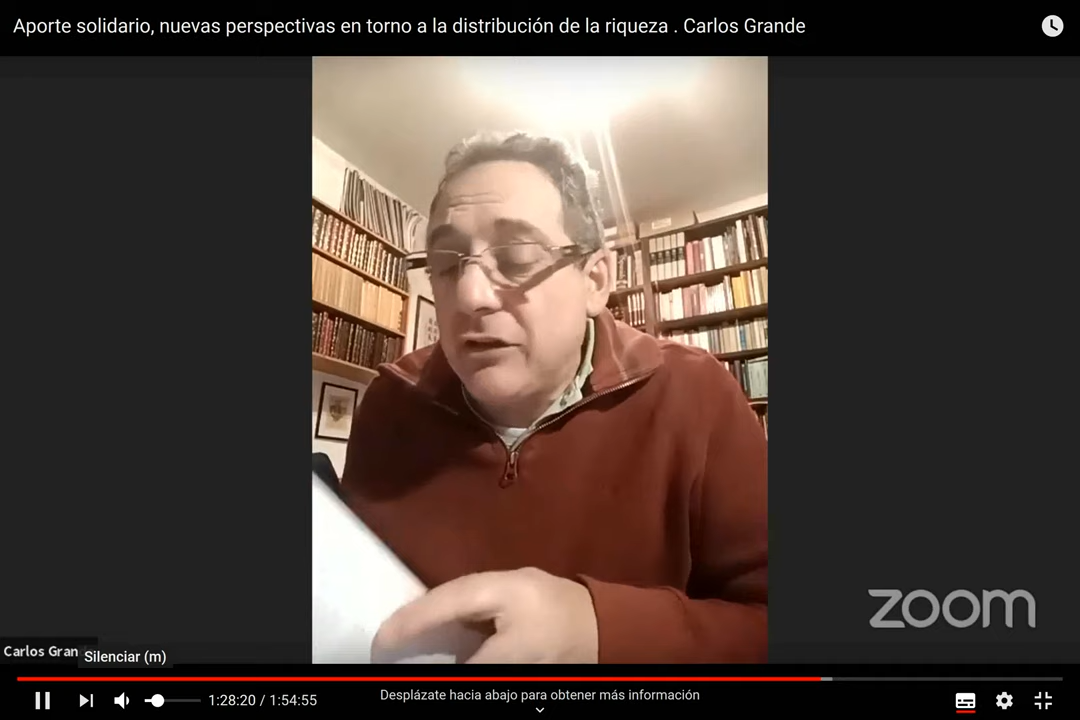 Aporte solidario, nuevas perspectivas en torno a la distribución de la riqueza . Carlos Grande
zoom
Carlos Gran
Silenciar (m)
1:28:20 / 1:54:55
Desplázate hacia abajo para obtener más información